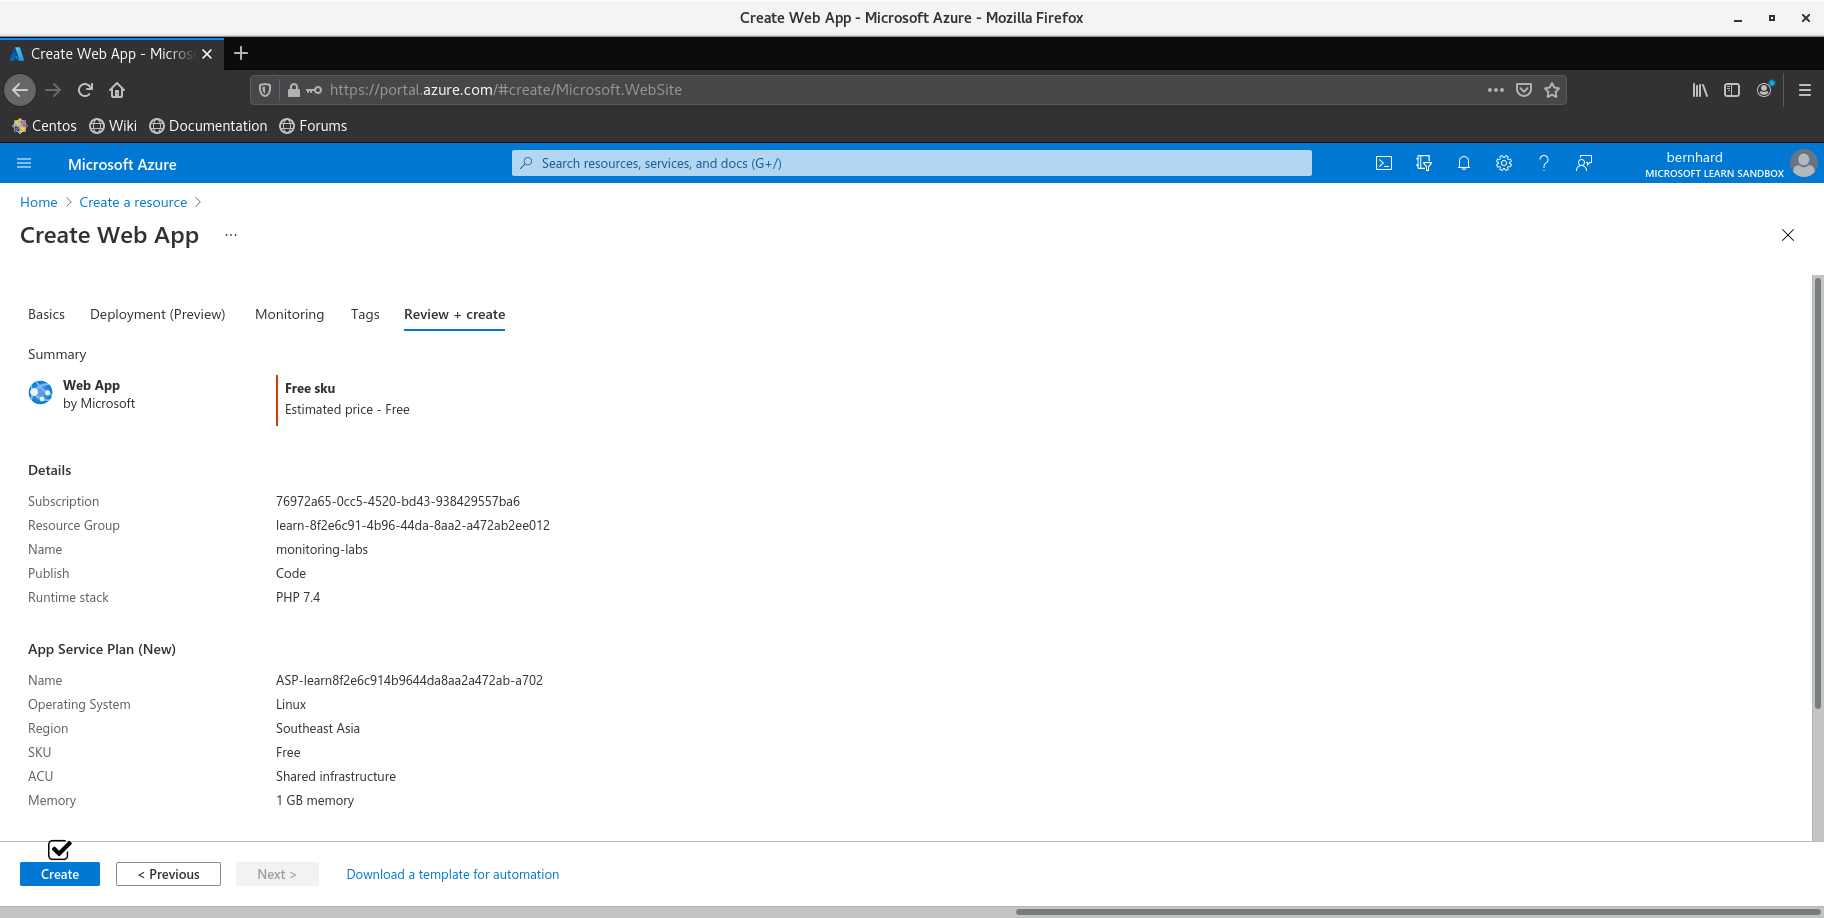 Create Web App - Microsoft Azure - Mozilla Firefox
Create Web App - Micros
https://portal.azure.com/#create/Microsoft.WebSite
Centos Wiki Documentation Forums
Microsoft Azure
Search resources, services, and docs (G+/)
bernhard
MICROSOFT LEARN SANDBOX
Home > Create a resource >
Create Web App ...
Basics Deployment (Preview) Monitoring Tags Review + create
Summary
Web App
by Microsoft
Free sku
Estimated price - Free
Details
Subscription 76972a65-0cc5-4520-bd43-938429557ba6
Resource Group learn-8f2e6c91-4b96-44da-8aa2-a472ab2ee012
Name monitoring-labs
Publish Code
Runtime stack PHP 7.4
App Service Plan (New)
Name ASP-learn8f2e6c914b9644da8aa2a472ab-a702
Operating System Linux
Region Southeast Asia
SKU Free
ACU Shared infrastructure
Memory 1 GB memory
Create < Previous Next > Download a template for automation